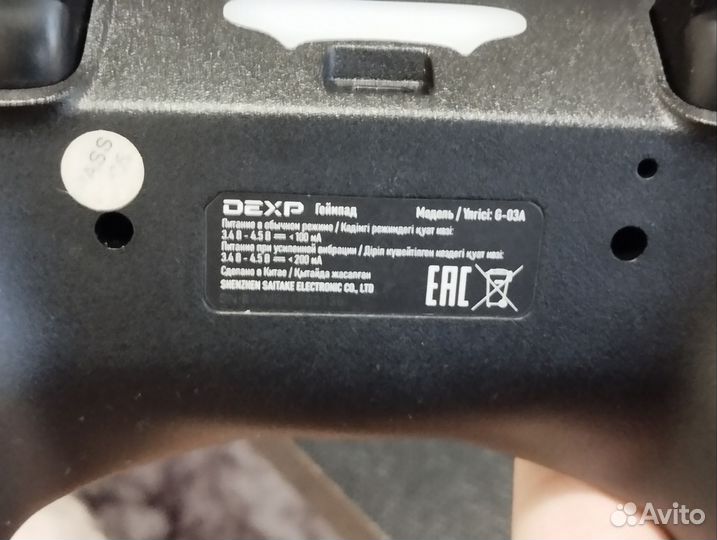 PASS
DEXP Геймпад Модель / Үлгісі: G-03A
Питание в обычном режиме / Кәдімгі режимдегі қуат көзі:
3.4 В - 4.5 В ⎓ <100 мА
Питание при усиленной вибрации / Діріл күшейтілген кездегі қуат көзі:
3.4 В - 4.5 В ⎓ <200 мА
Сделано в Китае / Қытайда жасалған
SHENZHEN SAITAKE ELECTRONIC CO., LTD
EAC
Avito